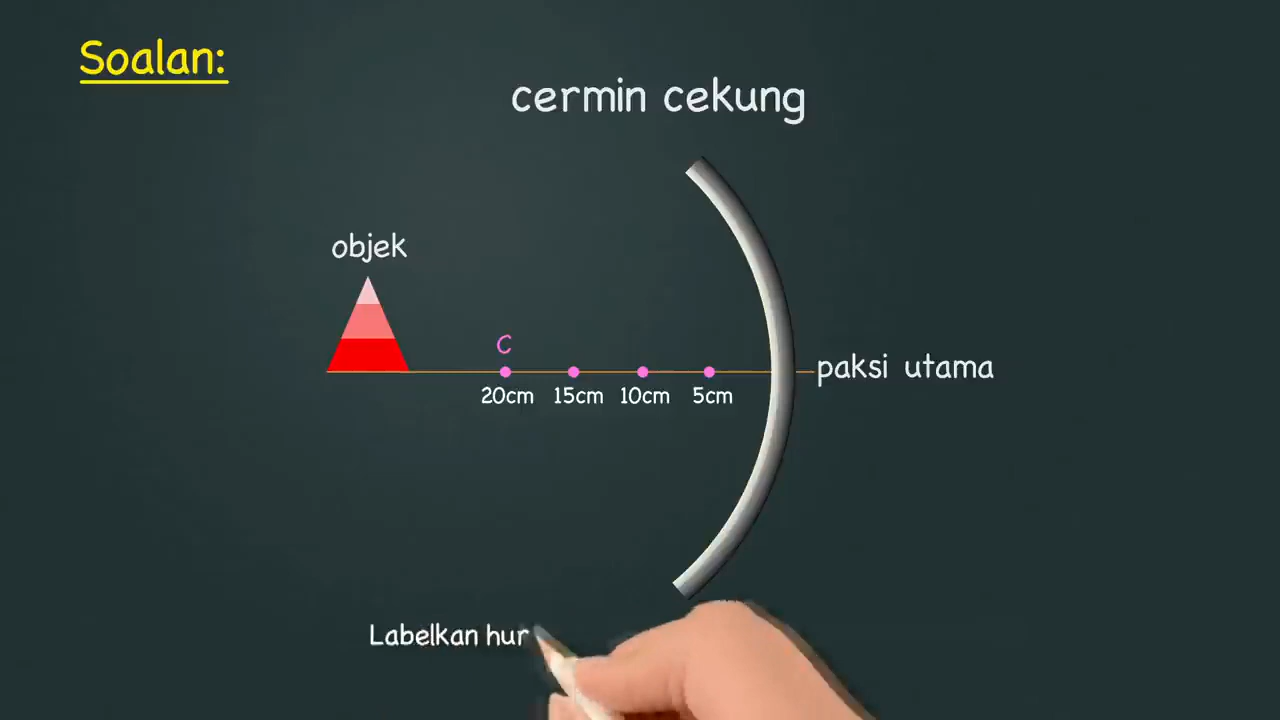 Soalan:
cermin cekung
objek
C
paksi utama
20cm 15cm 10cm 5cm
Labelkan hur